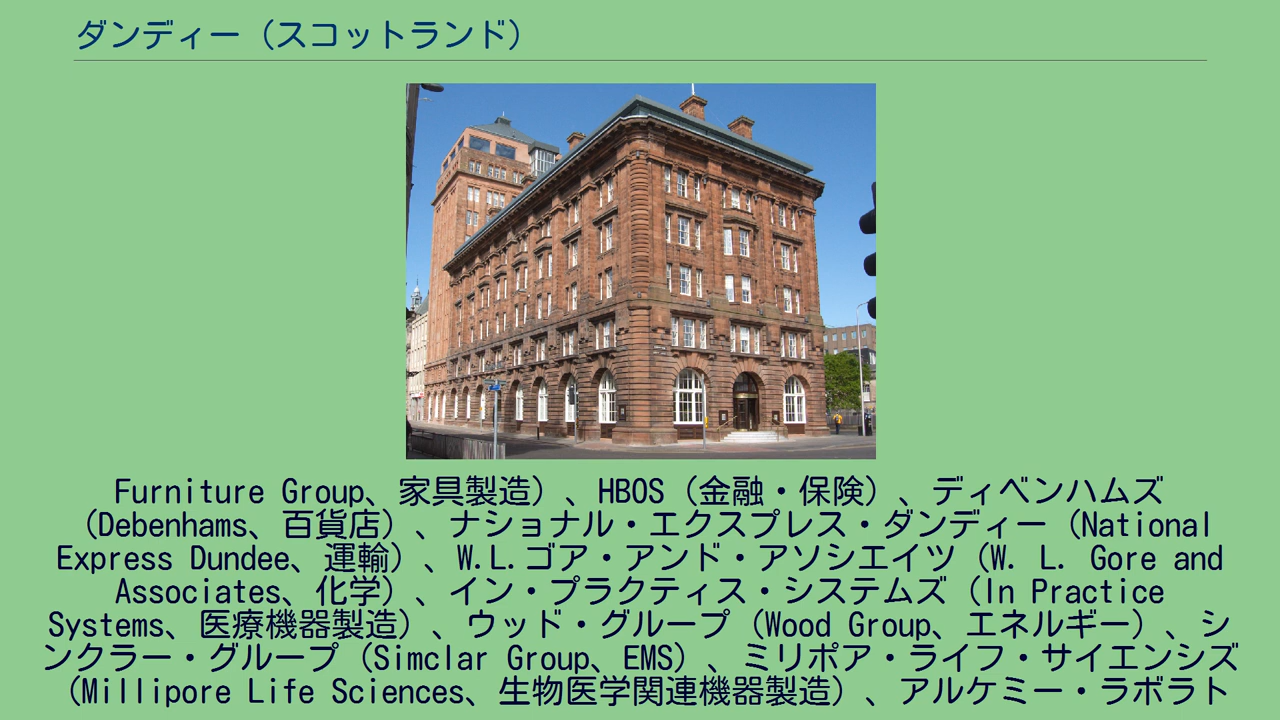 ダンディー（スコットランド）
Furniture Group、家具製造）、HBOS（金融・保険）、ディベンハムズ
（Debenhams、百貨店）、ナショナル・エクスプレス・ダンディー（National
Express Dundee、運輸）、W.L.ゴア・アンド・アソシエイツ（W. L. Gore and
Associates、化学）、イン・プラクティス・システムズ（In Practice
Systems、医療機器製造）、ウッド・グループ（Wood Group、エネルギー）、シ
ンクラー・グループ（Simclar Group、EMS）、ミリポア・ライフ・サイエンシズ
（Millipore Life Sciences、生物医学関連機器製造）、アルケミー・ラボラト